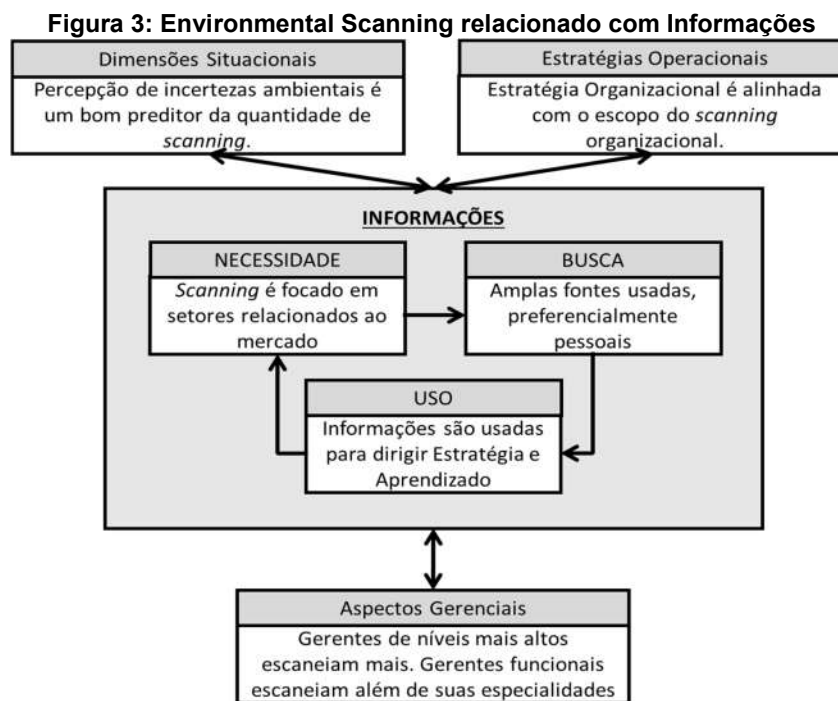 Figura 3: Environmental Scanning relacionado com Informações
Dimensões Situacionais
Percepção de incertezas ambientais é
um bom preditor da quantidade de
scanning.
Estratégias Operacionais
Estratégia Organizacional é alinhada
com o escopo do scanning
organizacional.
INFORMAÇÕES
NECESSIDADE
Scanning é focado em
setores relacionados ao
mercado
BUSCA
Amplas fontes usadas,
preferencialmente
pessoais
USO
Informações são usadas
para dirigir Estratégia e
Aprendizado
Aspectos Gerenciais
Gerentes de níveis mais altos
escaneiam mais. Gerentes funcionais
escaneiam além de suas especialidades